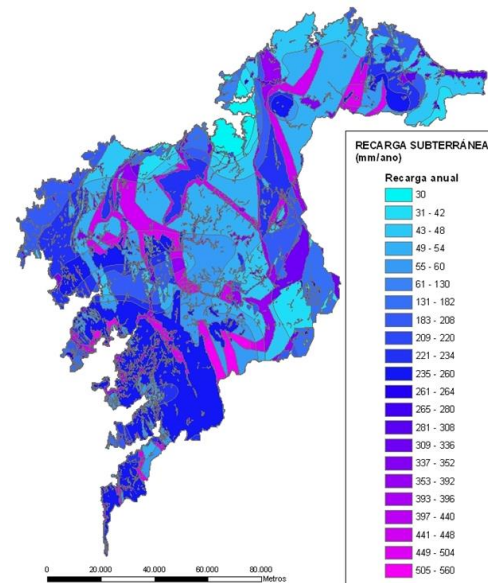 RECARGA SUBTERRÁNEA
(mm/ano)
Recarga anual
30
31 - 42
43 - 48
49 - 54
55 - 60
61 - 130
131 - 182
183 - 208
209 - 220
221 - 234
235 - 260
261 - 264
265 - 280
281 - 308
309 - 336
337 - 352
353 - 392
393 - 396
397 - 440
441 - 448
449 - 504
505 - 560
0 20.000 40.000 60.000 80.000
Metros